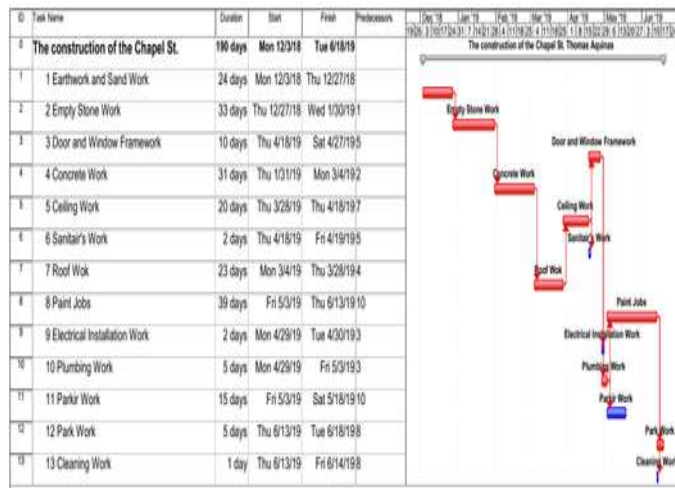 ID Task Name Duration Start Finish Predecessors Dec '18 Jan '19 Feb '19 Mar '19 Apr '19 May '19 Jun '19
0 The construction of the Chapel St. 190 days Mon 12/3/18 Tue 6/18/19 The construction of the Chapel St. Thomas Aquinas
1 1 Earthwork and Sand Work 24 days Mon 12/3/18 Thu 12/27/18
2 2 Empty Stone Work 33 days Thu 12/27/18 Wed 1/30/19 1 Empty Stone Work
3 3 Door and Window Framework 10 days Thu 4/18/19 Sat 4/27/19 5 Door and Window Framework
4 4 Concrete Work 31 days Thu 1/31/19 Mon 3/4/19 2 Concrete Work
5 5 Ceiling Work 20 days Thu 3/28/19 Thu 4/18/19 7 Ceiling Work
6 6 Sanitair's Work 2 days Thu 4/18/19 Fri 4/19/19 5 Sanitair's Work
7 7 Roof Wok 23 days Mon 3/4/19 Thu 3/28/19 4 Roof Wok
8 8 Paint Jobs 39 days Fri 5/3/19 Thu 6/13/19 10 Paint Jobs
9 9 Electrical Installation Work 2 days Mon 4/29/19 Tue 4/30/19 3 Electrical Installation Work
10 10 Plumbing Work 5 days Mon 4/29/19 Fri 5/3/19 3 Plumbing Work
11 11 Parkir Work 15 days Fri 5/3/19 Sat 5/18/19 10 Parkir Work
12 12 Park Work 5 days Thu 6/13/19 Tue 6/18/19 8 Park Work
13 13 Cleaning Work 1 day Thu 6/13/19 Fri 6/14/19 8 Cleaning Work